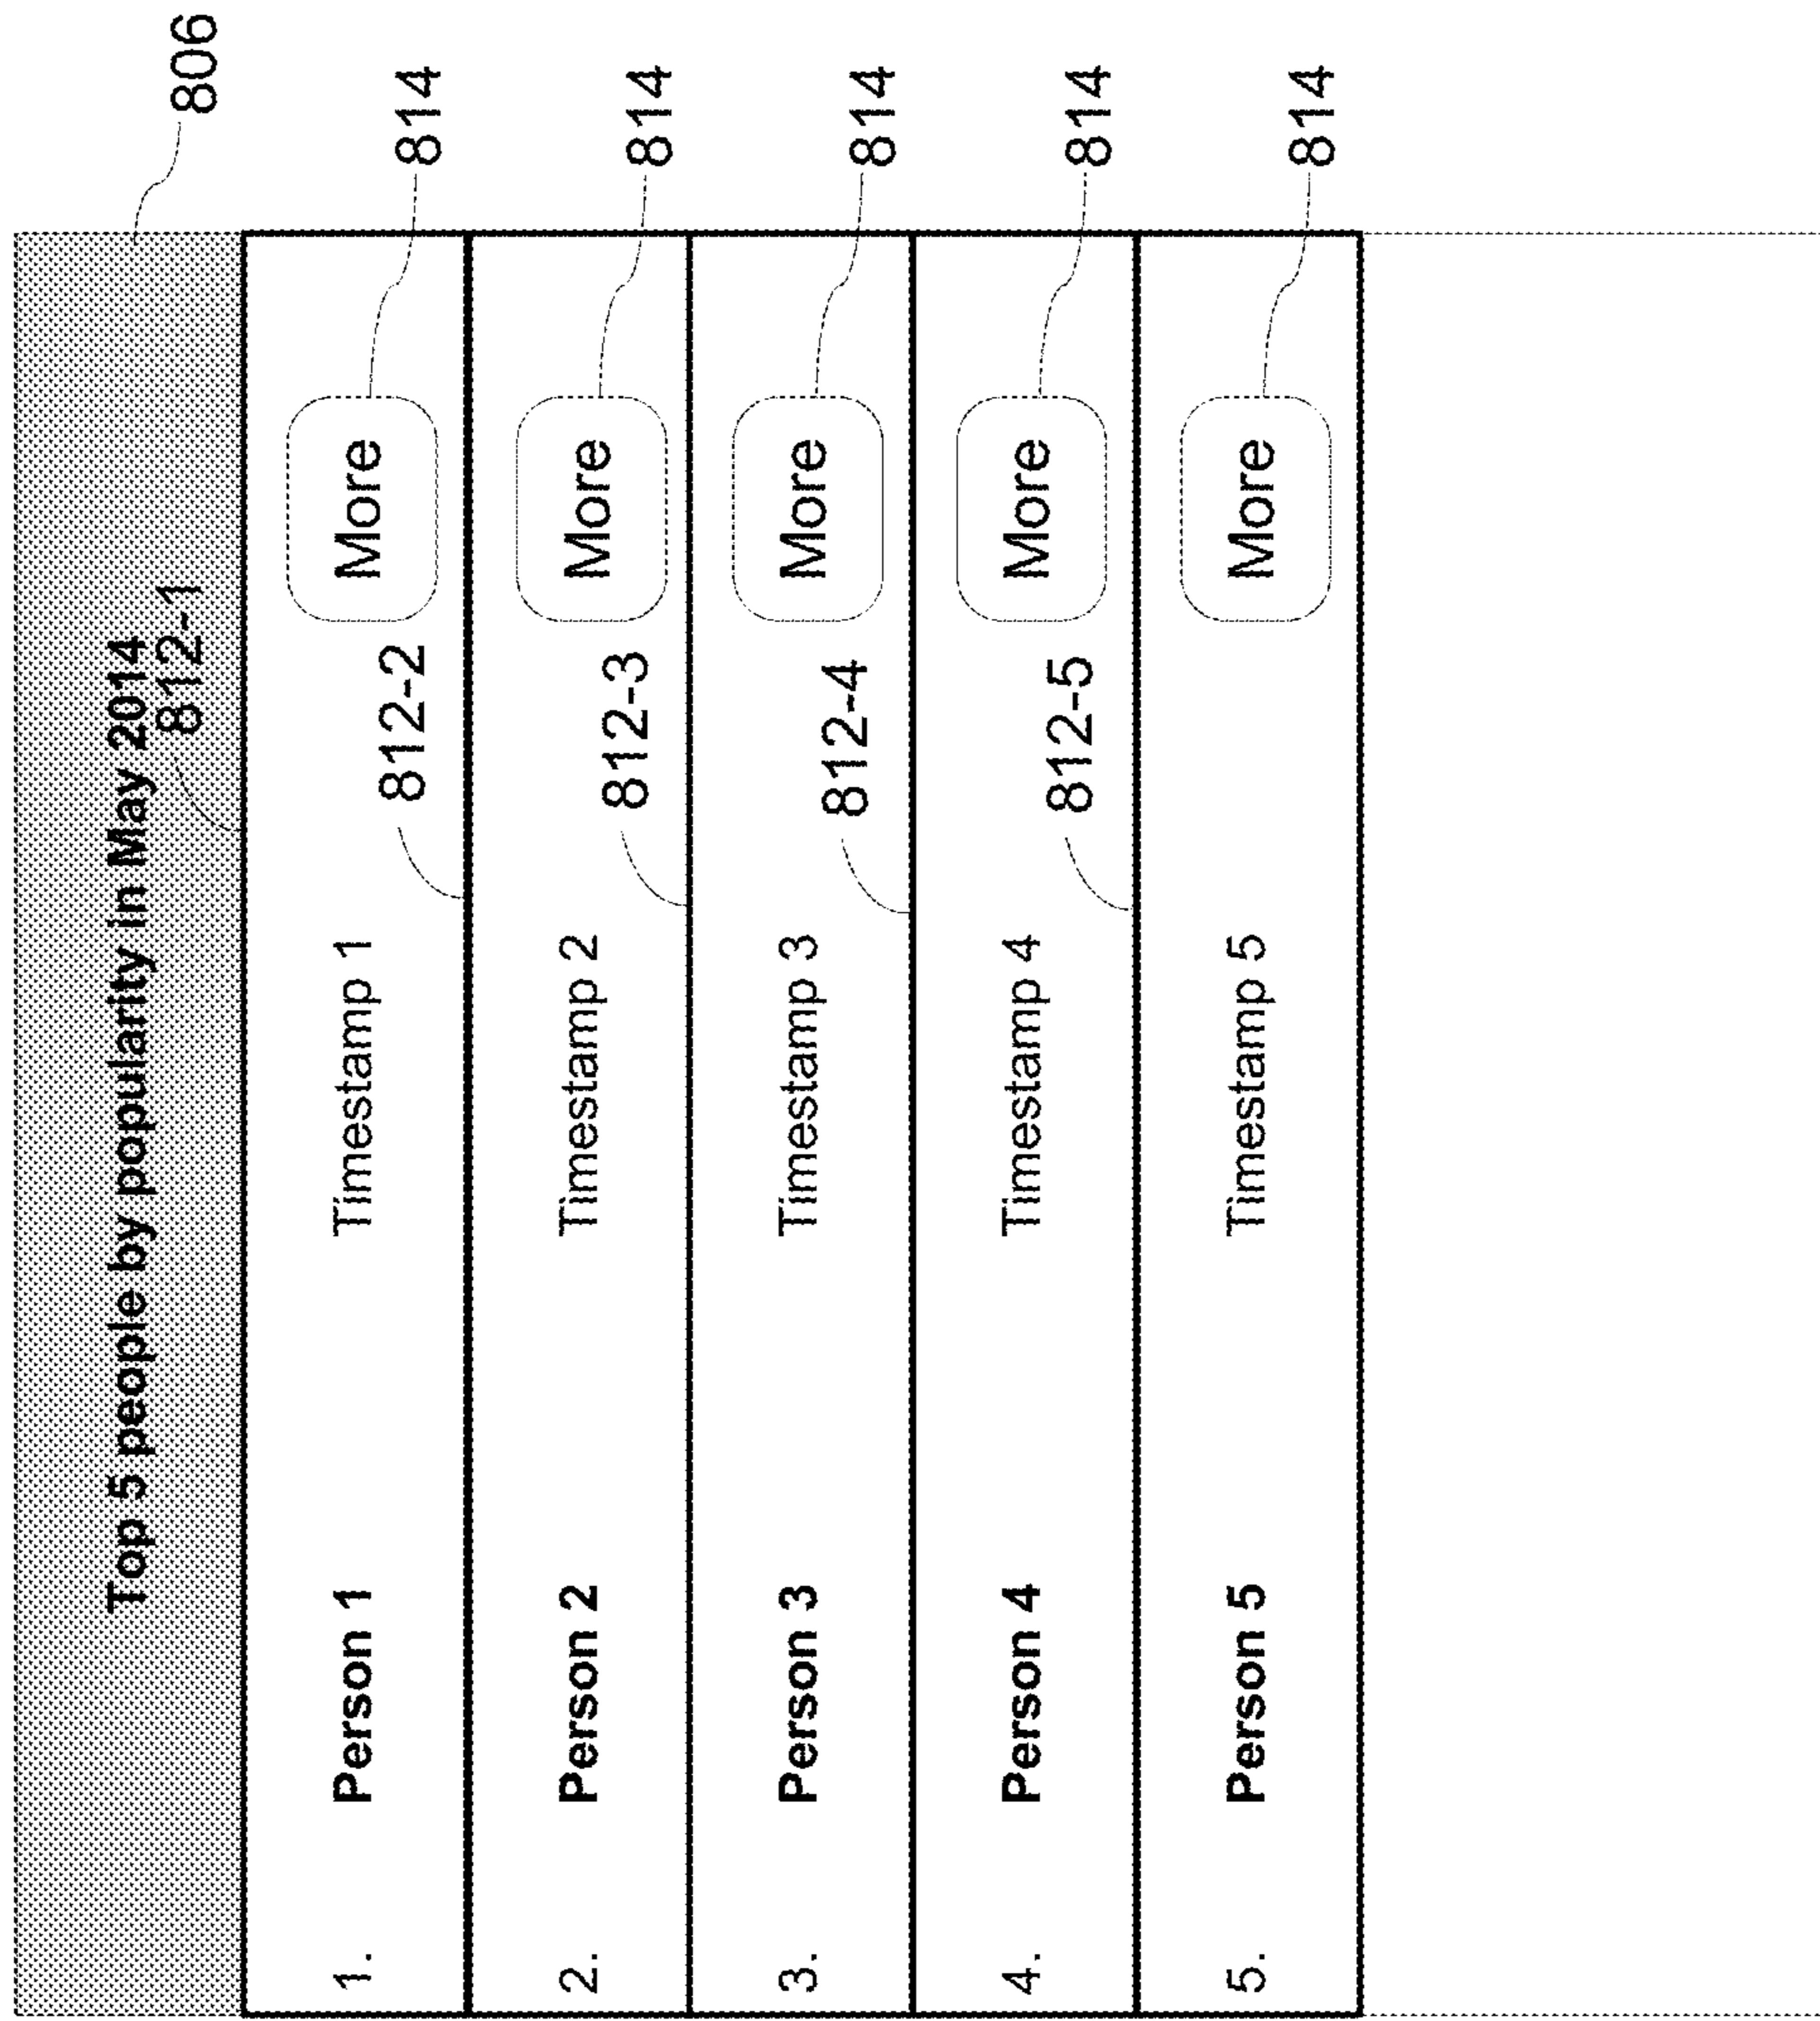 806
Top 5 people by popularity in May 2014
812-1
1. Person 1 Timestamp 1 More 814
812-2
2. Person 2 Timestamp 2 More 814
812-3
3. Person 3 Timestamp 3 More 814
812-4
4. Person 4 Timestamp 4 More 814
812-5
5. Person 5 Timestamp 5 More 814